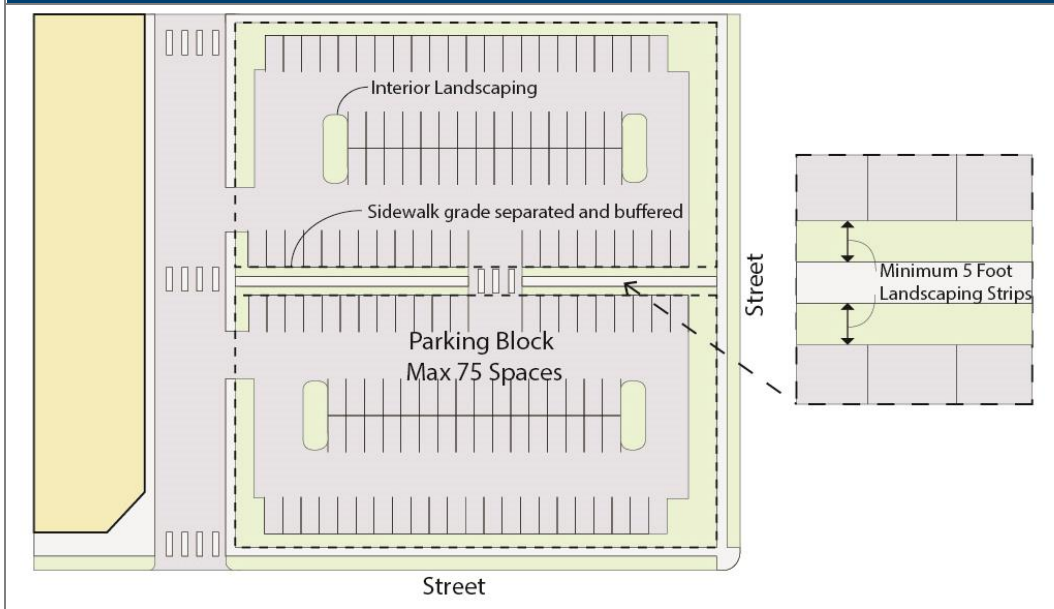 Interior Landscaping
Sidewalk grade separated and buffered
Street
Minimum 5 Foot
Landscaping Strips
Parking Block
Max 75 Spaces
Street